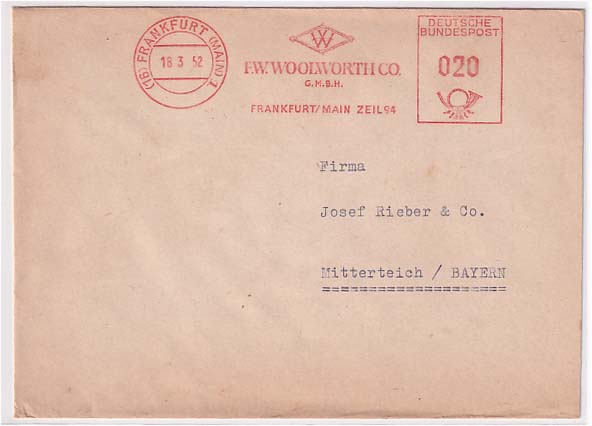 (16) FRANKFURT (MAIN) 1
18 3 52
W
F.W. WOOLWORTH CO.
G.M.B.H.
FRANKFURT/MAIN ZEIL 94
DEUTSCHE
BUNDESPOST
020
Firma
Josef Rieber & Co.
Mitterteich / BAYERN
====================